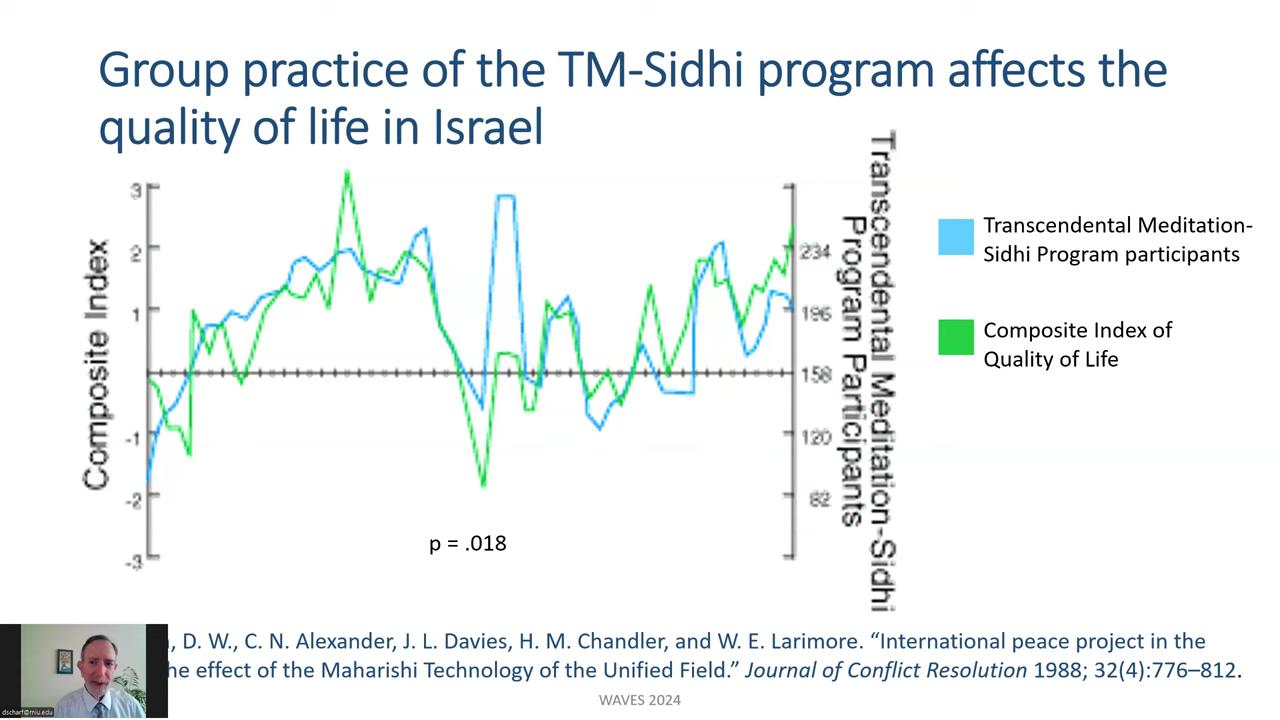 Group practice of the TM-Sidhi program affects the
quality of life in Israel
Composite Index
3
2
1
-1
-2
-3
234
196
158
120
82
Transcendental Meditation-Sidhi
Program Participants
Transcendental Meditation-
Sidhi Program participants
Composite Index of
Quality of Life
p = .018
D. W., C. N. Alexander, J. L. Davies, H. M. Chandler, and W. E. Larimore. “International peace project in the
effect of the Maharishi Technology of the Unified Field.” Journal of Conflict Resolution 1988; 32(4):776–812.
WAVES 2024
dscharf@miu.edu